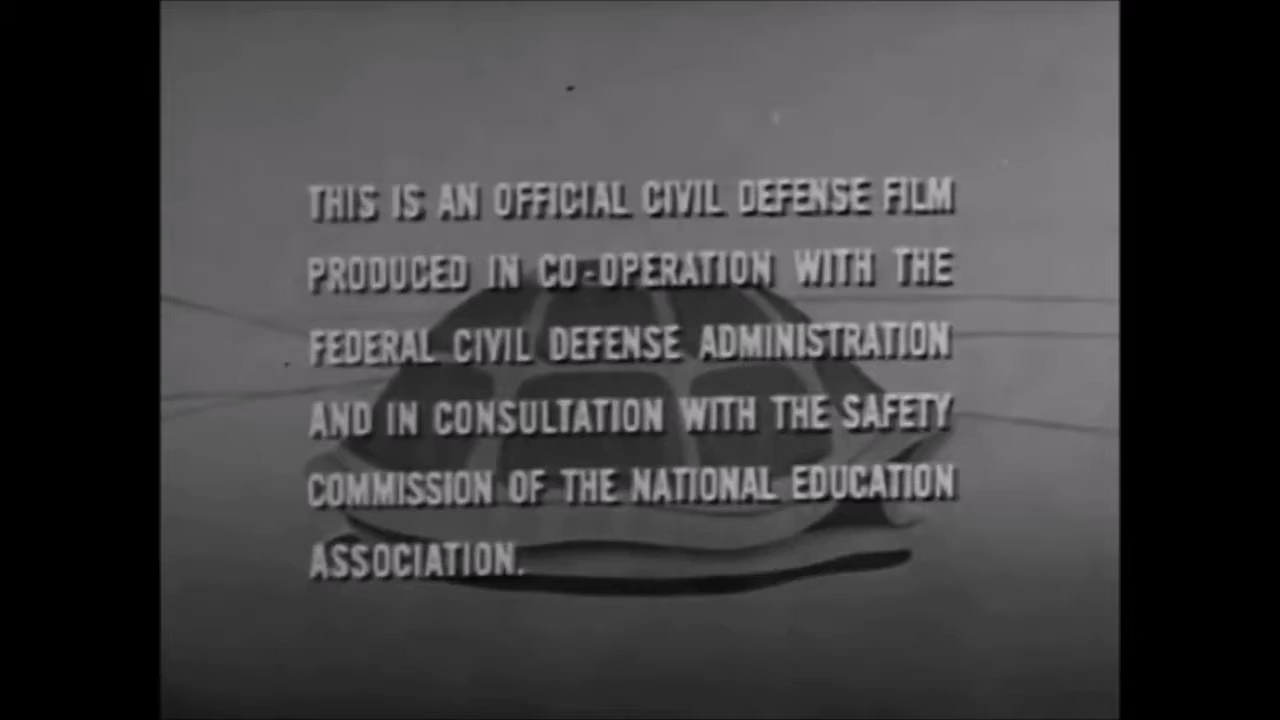 THIS IS AN OFFICIAL CIVIL DEFENSE FILM
PRODUCED IN CO-OPERATION WITH THE
FEDERAL CIVIL DEFENSE ADMINISTRATION
AND IN CONSULTATION WITH THE SAFETY
COMMISSION OF THE NATIONAL EDUCATION
ASSOCIATION.